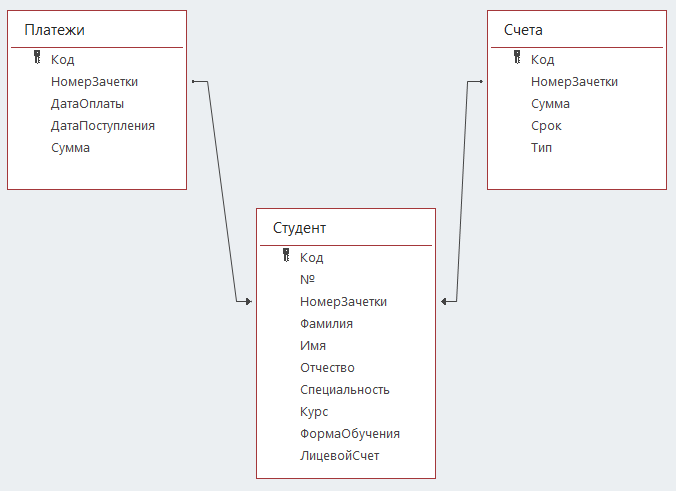 Платежи
Код
НомерЗачетки
ДатаОплаты
ДатаПоступления
Сумма
Счета
Код
НомерЗачетки
Сумма
Срок
Тип
Студент
Код
№
НомерЗачетки
Фамилия
Имя
Отчество
Специальность
Курс
ФормаОбучения
ЛицевойСчет